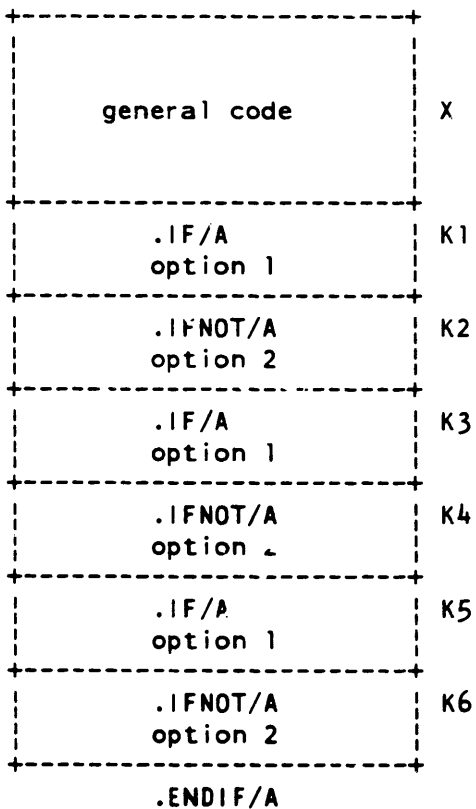 general code X
.IF/A K1
option 1
.IFNOT/A K2
option 2
.IF/A K3
option 1
.IFNOT/A K4
option
.IF/A K5
option 1
.IFNOT/A K6
option 2
.ENDIF/A